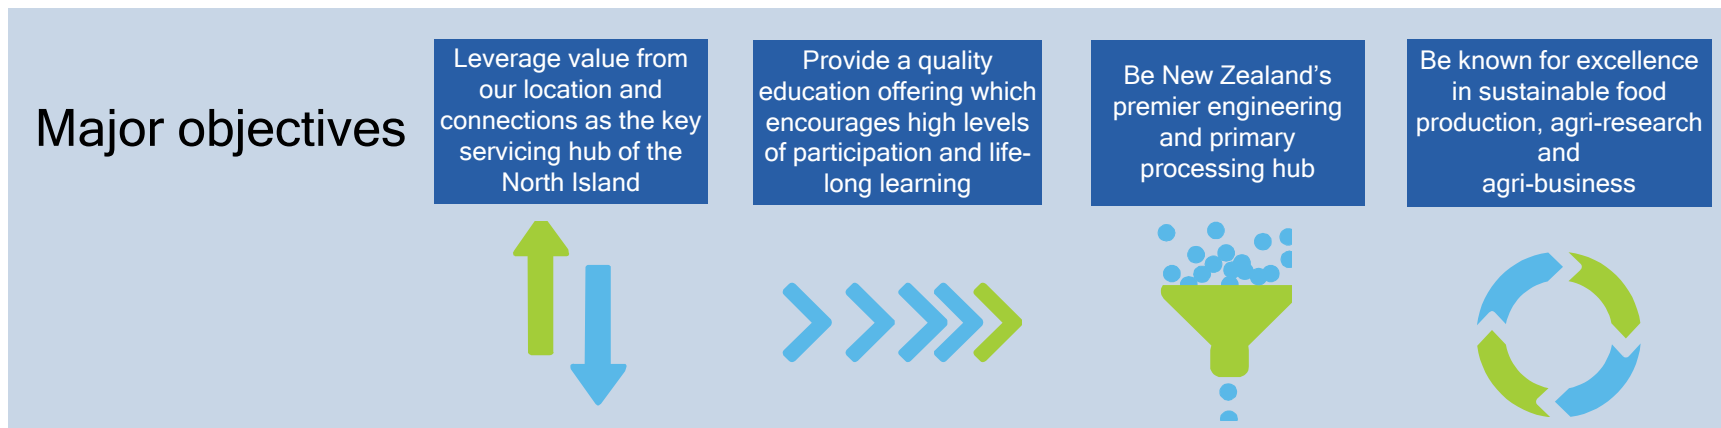 Major objectives
Leverage value from
our location and
connections as the key
servicing hub of the
North Island
Provide a quality
education offering which
encourages high levels
of participation and life-
long learning
Be New Zealand’s
premier engineering
and primary
processing hub
Be known for excellence
in sustainable food
production, agri-research
and
agri-business